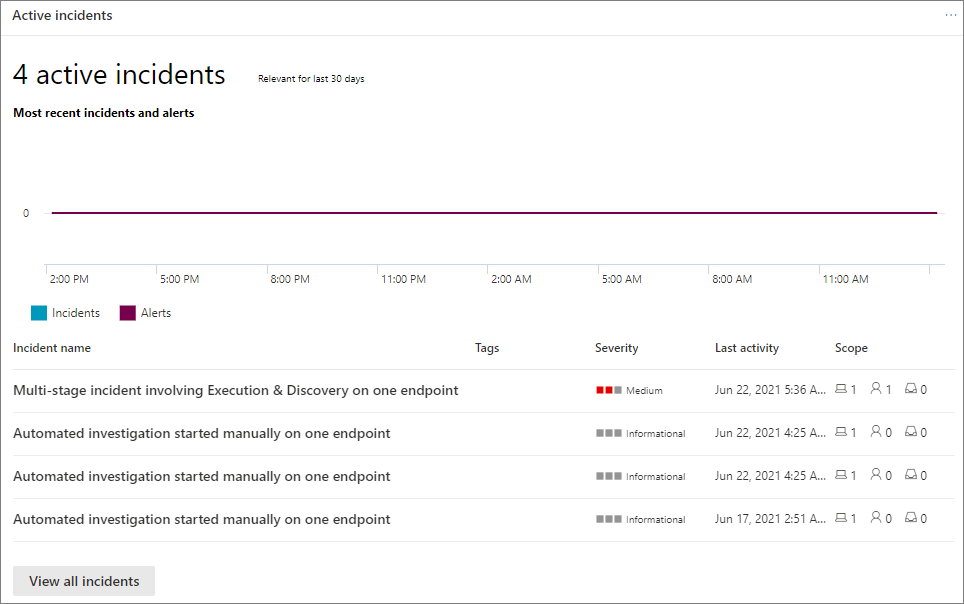 Active incidents
4 active incidents Relevant for last 30 days
Most recent incidents and alerts
0
2:00 PM 5:00 PM 8:00 PM 11:00 PM 2:00 AM 5:00 AM 8:00 AM 11:00 AM
Incidents Alerts
Incident name Tags Severity Last activity Scope
Multi-stage incident involving Execution & Discovery on one endpoint Medium Jun 22, 2021 5:36 A... 1 1 0
Automated investigation started manually on one endpoint Informational Jun 22, 2021 4:25 A... 1 0 0
Automated investigation started manually on one endpoint Informational Jun 22, 2021 4:25 A... 1 0 0
Automated investigation started manually on one endpoint Informational Jun 17, 2021 2:51 A... 1 0 0
View all incidents